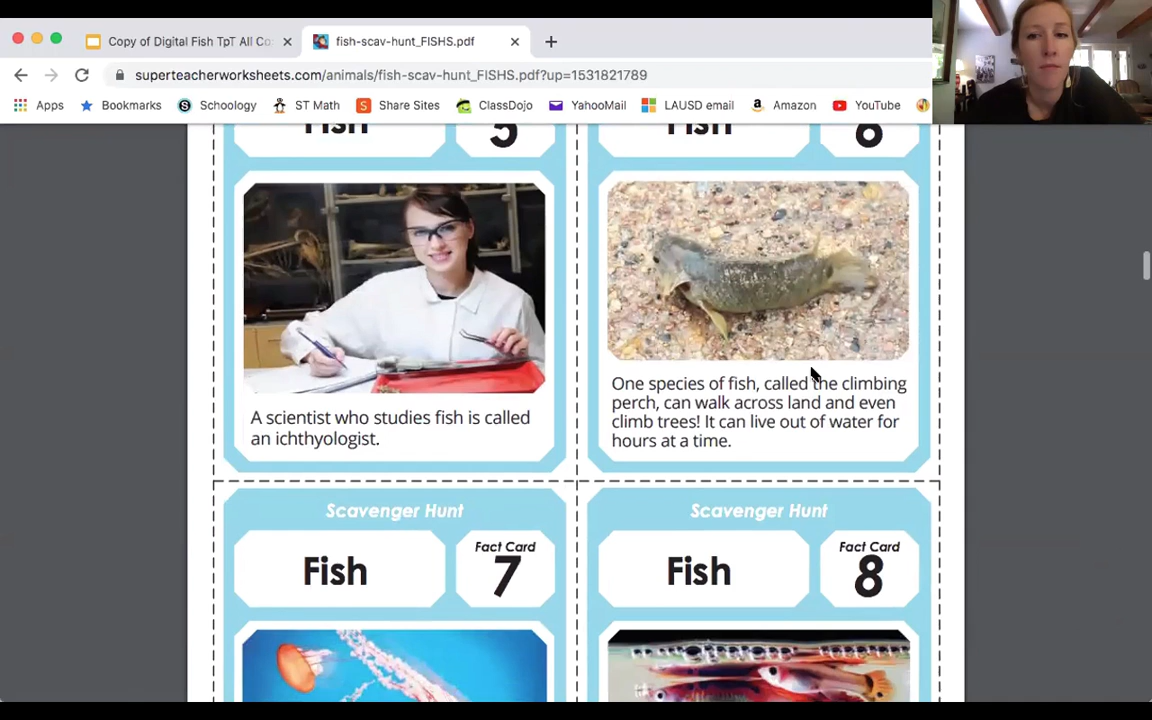 Copy of Digital Fish TpT All Co
fish-scav-hunt_FISHS.pdf
superteacherworksheets.com/animals/fish-scav-hunt_FISHS.pdf?up=1531821789
Apps Bookmarks Schoology ST Math Share Sites ClassDojo YahooMail LAUSD email Amazon YouTube
Fish 5
Fish 6
A scientist who studies fish is called
an ichthyologist.
One species of fish, called the climbing
perch, can walk across land and even
climb trees! It can live out of water for
hours at a time.
Scavenger Hunt
Fish
Fact Card
7
Scavenger Hunt
Fish
Fact Card
8